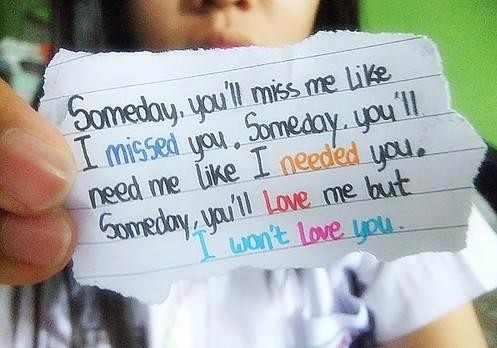 Someday, you'll miss me like
I missed you. Someday, you'll
need me like I needed you.
Someday, you'll Love me but
I won't Love you.